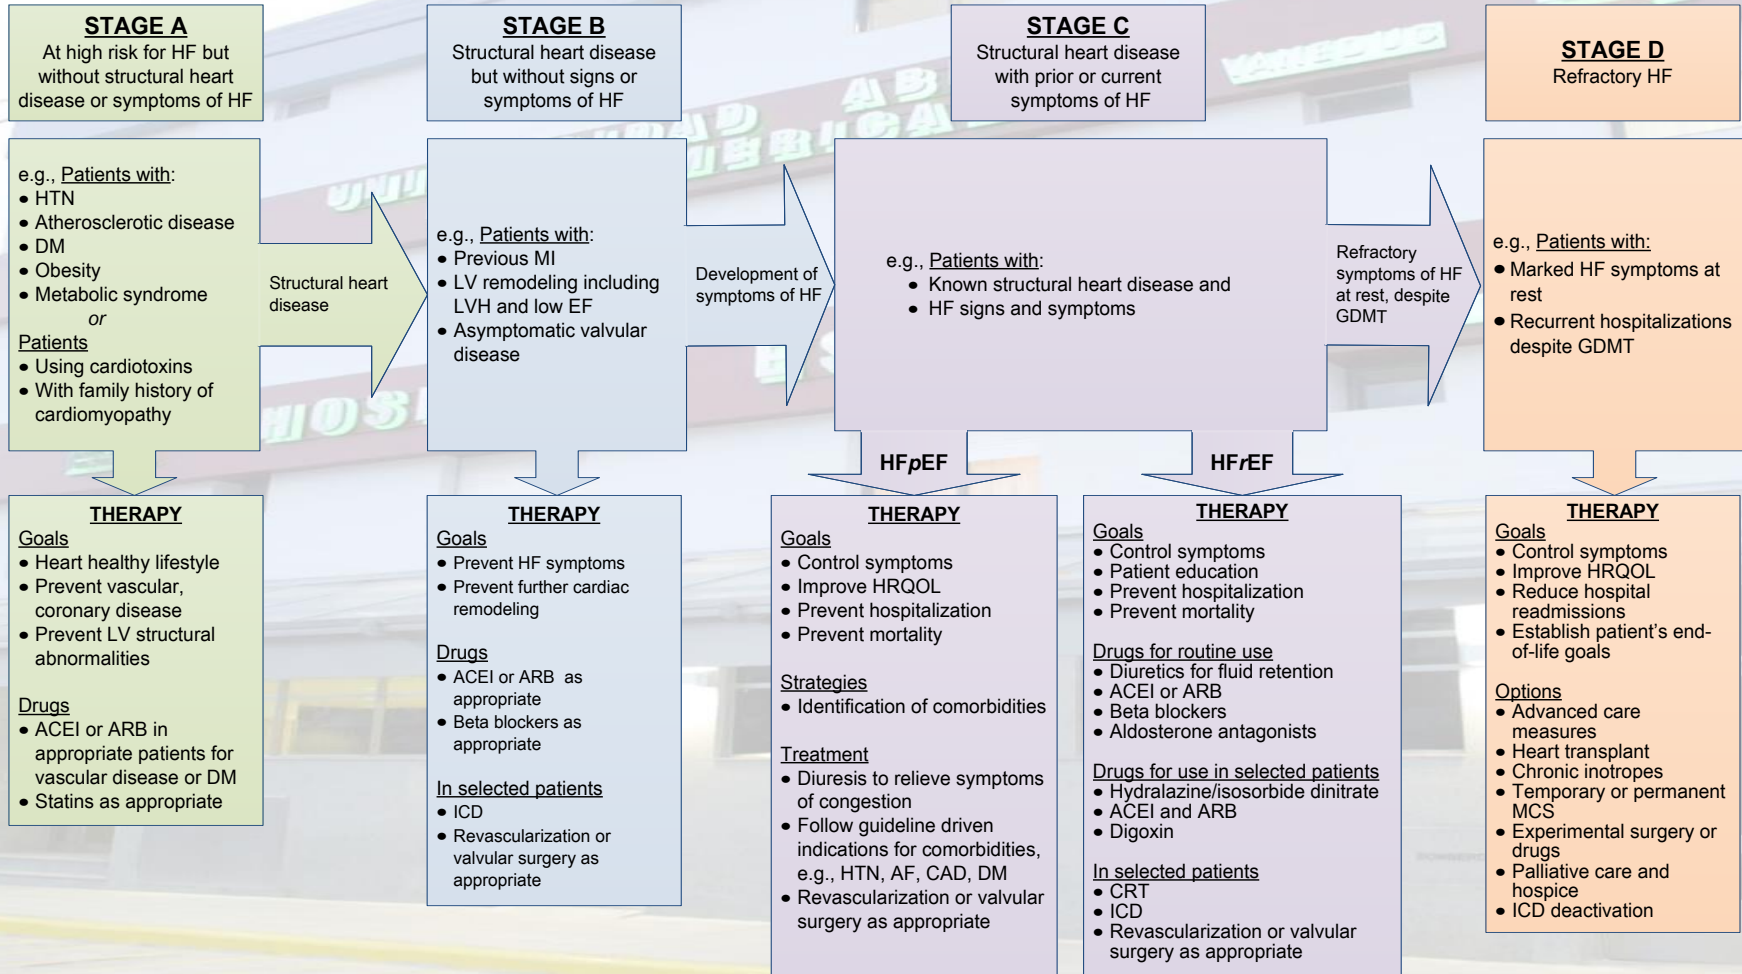 STAGE A
At high risk for HF but
without structural heart
disease or symptoms of HF
STAGE B
Structural heart disease
but without signs or
symptoms of HF
STAGE C
Structural heart disease
with prior or current
symptoms of HF
STAGE D
Refractory HF
e.g., Patients with:
• HTN
• Atherosclerotic disease
• DM
• Obesity
• Metabolic syndrome
or
Patients
• Using cardiotoxins
• With family history of
cardiomyopathy
Structural heart
disease
e.g., Patients with:
• Previous MI
• LV remodeling including
LVH and low EF
• Asymptomatic valvular
disease
Development of
symptoms of HF
e.g., Patients with:
• Known structural heart disease and
• HF signs and symptoms
Refractory
symptoms of HF
at rest, despite
GDMT
e.g., Patients with:
• Marked HF symptoms at
rest
• Recurrent hospitalizations
despite GDMT
HFpEF
HFrEF
THERAPY
Goals
• Heart healthy lifestyle
• Prevent vascular,
coronary disease
• Prevent LV structural
abnormalities
Drugs
• ACEI or ARB in
appropriate patients for
vascular disease or DM
• Statins as appropriate
THERAPY
Goals
• Prevent HF symptoms
• Prevent further cardiac
remodeling
Drugs
• ACEI or ARB as
appropriate
• Beta blockers as
appropriate
In selected patients
• ICD
• Revascularization or
valvular surgery as
appropriate
THERAPY
Goals
• Control symptoms
• Improve HRQOL
• Prevent hospitalization
• Prevent mortality
Strategies
• Identification of comorbidities
Treatment
• Diuresis to relieve symptoms
of congestion
• Follow guideline driven
indications for comorbidities,
e.g., HTN, AF, CAD, DM
• Revascularization or valvular
surgery as appropriate
THERAPY
Goals
• Control symptoms
• Patient education
• Prevent hospitalization
• Prevent mortality
Drugs for routine use
• Diuretics for fluid retention
• ACEI or ARB
• Beta blockers
• Aldosterone antagonists
Drugs for use in selected patients
• Hydralazine/isosorbide dinitrate
• ACEI and ARB
• Digoxin
In selected patients
• CRT
• ICD
• Revascularization or valvular
surgery as appropriate
THERAPY
Goals
• Control symptoms
• Improve HRQOL
• Reduce hospital
readmissions
• Establish patient's end-
of-life goals
Options
• Advanced care
measures
• Heart transplant
• Chronic inotropes
• Temporary or permanent
MCS
• Experimental surgery or
drugs
• Palliative care and
hospice
• ICD deactivation
VANEDUC